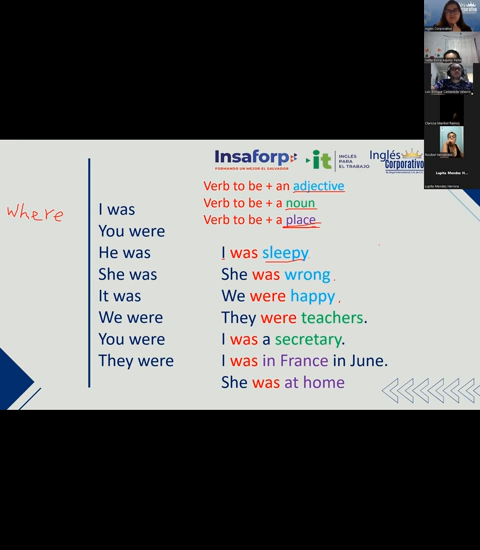 Insaforp
FORMANDO UN MEJOR EL SALVADOR
it
INGLÉS
PARA
EL TRABAJO
Inglés
Corporativo
Verb to be + an adjective
Verb to be + a noun
Verb to be + a place
where
I was
You were
He was
She was
It was
We were
You were
They were
I was sleepy
She was wrong.
We were happy.
They were teachers.
I was a secretary.
I was in France in June.
She was at home